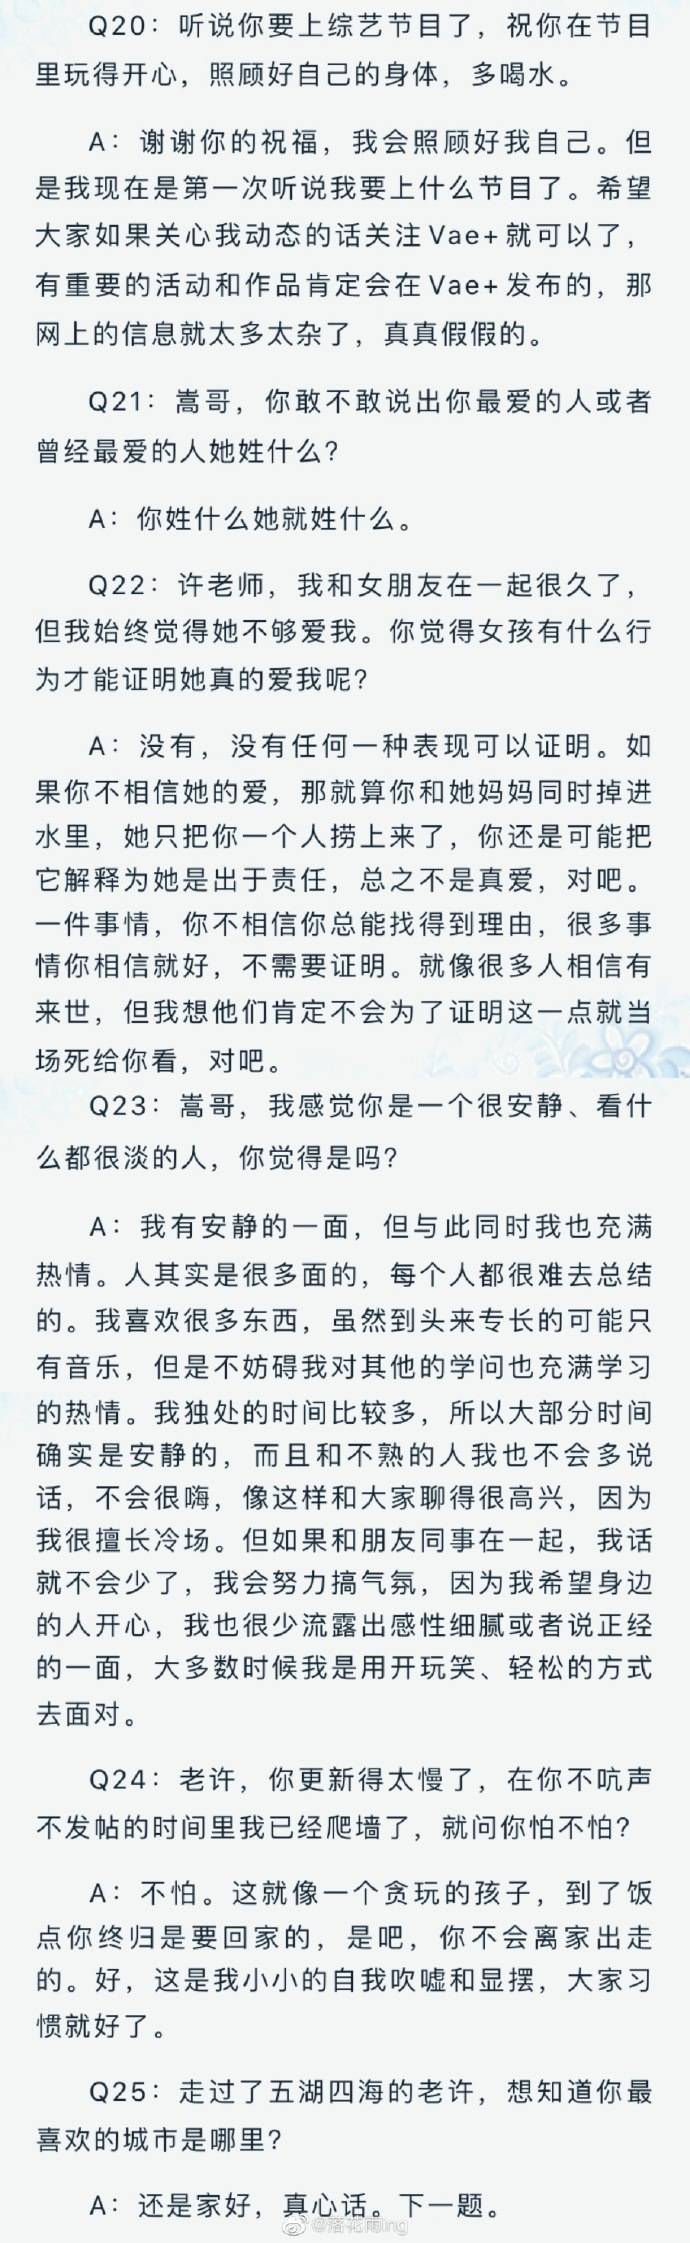 Q20：听说你要上综艺节目了，祝你在节目
里玩得开心，照顾好自己的身体，多喝水。
A：谢谢你的祝福，我会照顾好我自己。但
是我现在是第一次听说我要上什么节目了。希望
大家如果关心我动态的话关注Vae+就可以了，
有重要的活动和作品肯定会在Vae+发布的，那
网上的信息就太多太杂了，真真假假的。
Q21：嵩哥，你敢不敢说出你最爱的人或者
曾经最爱的人她姓什么？
A：你姓什么她就姓什么。
Q22：许老师，我和女朋友在一起很久了，
但我始终觉得她不够爱我。你觉得女孩有什么行
为才能证明她真的爱我呢？
A：没有，没有任何一种表现可以证明。如
果你不相信她的爱，那就算你和她妈妈同时掉进
水里，她只把你一个人捞上来了，你还是可能把
它解释为她是出于责任，总之不是真爱，对吧。
一件事情，你不相信你总能找得到理由，很多事
情你相信就好，不需要证明。就像很多人相信有
来世，但我想他们肯定不会为了证明这一点就当
场死给你看，对吧。
Q23：嵩哥，我感觉你是一个很安静、看什
么都很淡的人，你觉得是吗？
A：我有安静的一面，但与此同时我也充满
热情。人其实是很多面的，每个人都很难去总结
的。我喜欢很多东西，虽然到头来专长的可能只
有音乐，但是不妨碍我对其他的学问也充满学习
的热情。我独处的时间比较多，所以大部分时间
确实是安静的，而且和不熟的人我也不会多说
话，不会很嗨，像这样和大家聊得很高兴，因为
我很擅长冷场。但如果和朋友同事在一起，我话
就不会少了，我会努力搞气氛，因为我希望身边
的人开心，我也很少流露出感性细腻或者说正经
的一面，大多数时候我是用开玩笑、轻松的方式
去面对。
Q24：老许，你更新得太慢了，在你不吭声
不发帖的时间里我已经爬墙了，就问你怕不怕？
A：不怕。这就像一个贪玩的孩子，到了饭
点你终归是要回家的，是吧，你不会离家出走
的。好，这是我小小的自我吹嘘和显摆，大家习
惯就好了。
Q25：走过了五湖四海的老许，想知道你最
喜欢的城市是哪里？
A：还是家好，真心话。下一题。
@落花雨ing